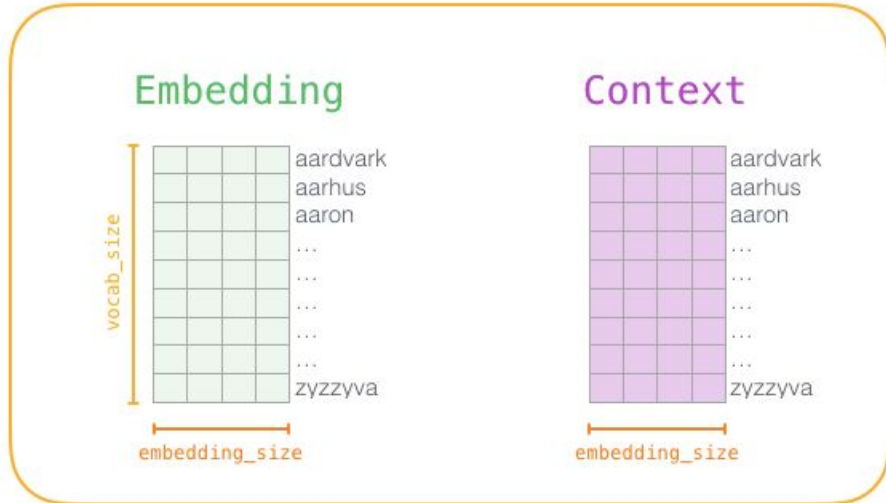 Embedding
Context
vocab_size
aardvark
aarhus
aaron
...
...
...
...
...
zyzzyva
embedding_size
aardvark
aarhus
aaron
...
...
...
...
...
zyzzyva
embedding_size